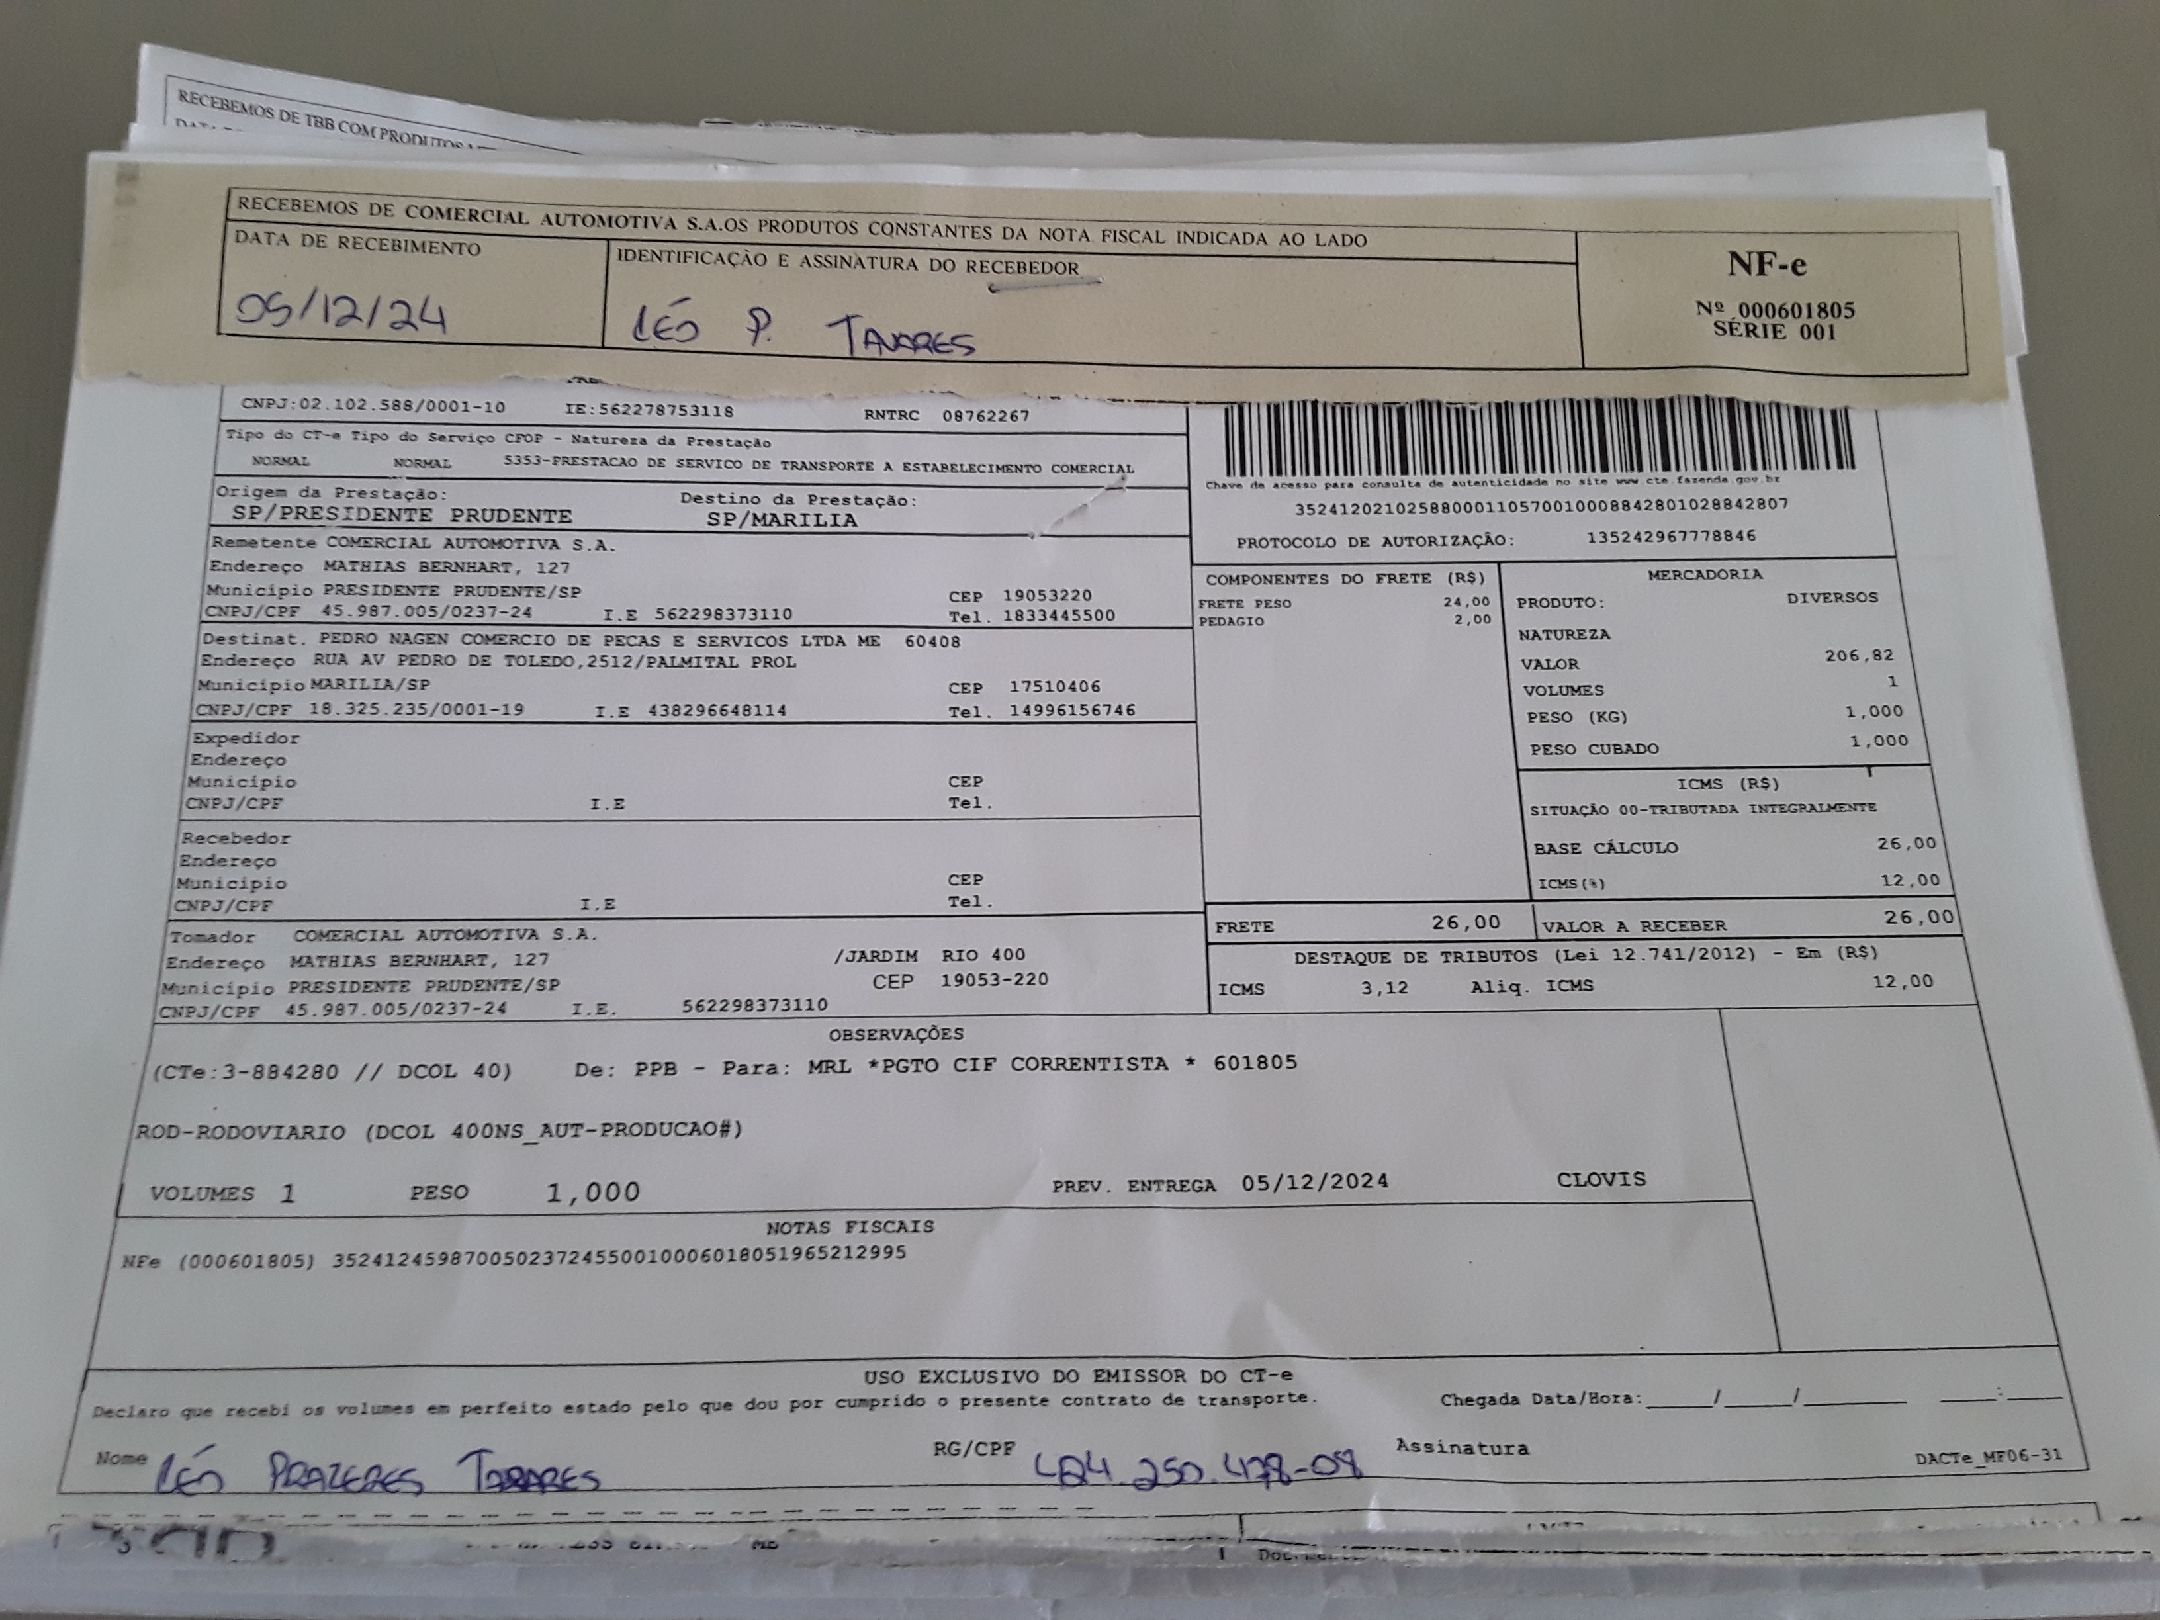 RECEBEMOS DE TBB COM PRODUTOS
RECEBEMOS DE COMERCIAL AUTOMOTIVA S.A.OS PRODUTOS CONSTANTES DA NOTA FISCAL INDICADA AO LADO
DATA DE RECEBIMENTO
05/12/24
IDENTIFICAÇÃO E ASSINATURA DO RECEBEDOR
LÉO P. TAVARES
NF-e
Nº 000601805
SÉRIE 001
CNPJ:02.102.588/0001-10 IE:562278753118 RNTRC 08762267
Tipo do CT-e Tipo do Serviço CFOP - Natureza da Prestação
NORMAL NORMAL 5353-PRESTACAO DE SERVICO DE TRANSPORTE A ESTABELECIMENTO COMERCIAL
Origem da Prestação: Destino da Prestação:
SP/PRESIDENTE PRUDENTE SP/MARILIA
Chave de acesso para consulta de autenticidade no site www.cte.fazenda.gov.br
35241202102588000110570010008842801028842807
PROTOCOLO DE AUTORIZAÇÃO: 135242967778846
Remetente COMERCIAL AUTOMOTIVA S.A.
Endereço MATHIAS BERNHART, 127
Município PRESIDENTE PRUDENTE/SP CEP 19053220
CNPJ/CPF 45.987.005/0237-24 I.E 562298373110 Tel. 1833445500
Destinat. PEDRO NAGEN COMERCIO DE PECAS E SERVICOS LTDA ME 60408
Endereço RUA AV PEDRO DE TOLEDO,2512/PALMITAL PROL
Município MARILIA/SP CEP 17510406
CNPJ/CPF 18.325.235/0001-19 I.E 438296648114 Tel. 14996156746
Expedidor
Endereço
Município CEP
CNPJ/CPF I.E Tel.
Recebedor
Endereço
Município CEP
CNPJ/CPF I.E Tel.
Tomador COMERCIAL AUTOMOTIVA S.A.
Endereço MATHIAS BERNHART, 127 /JARDIM RIO 400
Município PRESIDENTE PRUDENTE/SP CEP 19053-220
CNPJ/CPF 45.987.005/0237-24 I.E. 562298373110
COMPONENTES DO FRETE (R$)
FRETE PESO 24,00
PEDAGIO 2,00
MERCADORIA
PRODUTO: DIVERSOS
NATUREZA
VALOR 206,82
VOLUMES 1
PESO (KG) 1,000
PESO CUBADO 1,000
ICMS (R$)
SITUAÇÃO 00-TRIBUTADA INTEGRALMENTE
BASE CÁLCULO 26,00
ICMS(%) 12,00
FRETE 26,00 VALOR A RECEBER 26,00
DESTAQUE DE TRIBUTOS (Lei 12.741/2012) - Em (R$)
ICMS 3,12 Aliq. ICMS 12,00
OBSERVAÇÕES
(CTe:3-884280 // DCOL 40) De: PPB - Para: MRL *PGTO CIF CORRENTISTA * 601805
ROD-RODOVIARIO (DCOL 400NS_AUT-PRODUCAO#)
VOLUMES 1 PESO 1,000 PREV. ENTREGA 05/12/2024 CLOVIS
NOTAS FISCAIS
NFe (000601805) 35241245987005023724550010006018051965212995
USO EXCLUSIVO DO EMISSOR DO CT-e
Declaro que recebi os volumes em perfeito estado pelo que dou por cumprido o presente contrato de transporte. Chegada Data/Hora:____/____/______ ____:____
Nome LÉO PRAZERES TAVARES RG/CPF 424.250.478-08 Assinatura
DACTe_MF06-31